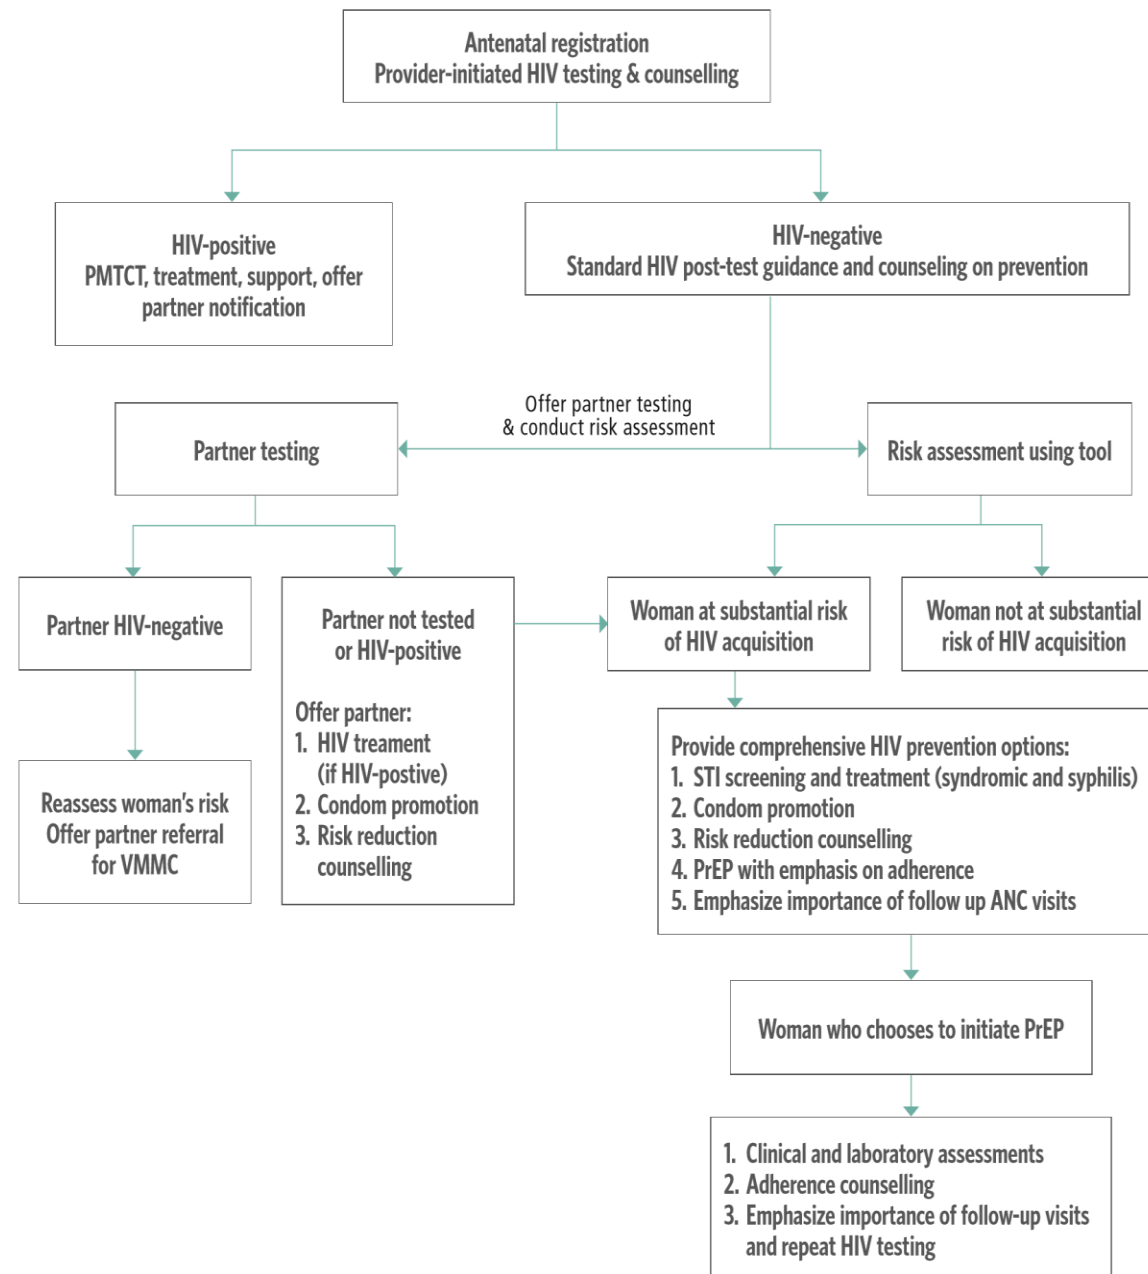 Antenatal registration
Provider-initiated HIV testing & counselling
HIV-positive
PMTCT, treatment, support, offer
partner notification
HIV-negative
Standard HIV post-test guidance and counseling on prevention
Offer partner testing
& conduct risk assessment
Partner testing
Risk assessment using tool
Partner HIV-negative
Partner not tested
or HIV-positive
Offer partner:
1. HIV treament
(if HIV-postive)
2. Condom promotion
3. Risk reduction
counselling
Woman at substantial risk
of HIV acquisition
Woman not at substantial
risk of HIV acquisition
Reassess woman's risk
Offer partner referral
for VMMC
Provide comprehensive HIV prevention options:
1. STI screening and treatment (syndromic and syphilis)
2. Condom promotion
3. Risk reduction counselling
4. PrEP with emphasis on adherence
5. Emphasize importance of follow up ANC visits
Woman who chooses to initiate PrEP
1. Clinical and laboratory assessments
2. Adherence counselling
3. Emphasize importance of follow-up visits
and repeat HIV testing